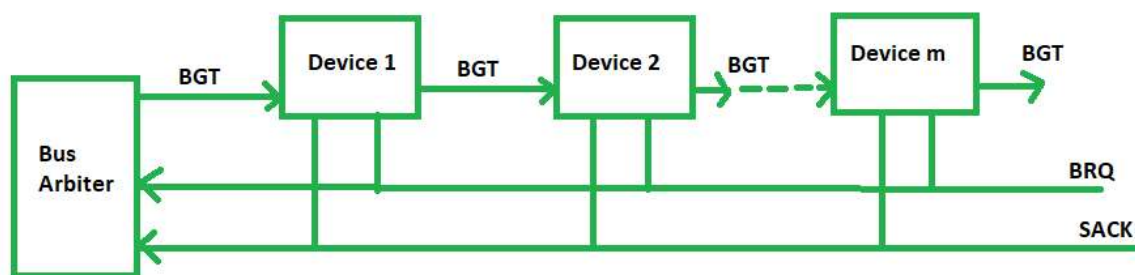 BGT
Device 1
BGT
Device 2
BGT
Device m
BGT
Bus
Arbiter
BRQ
SACK